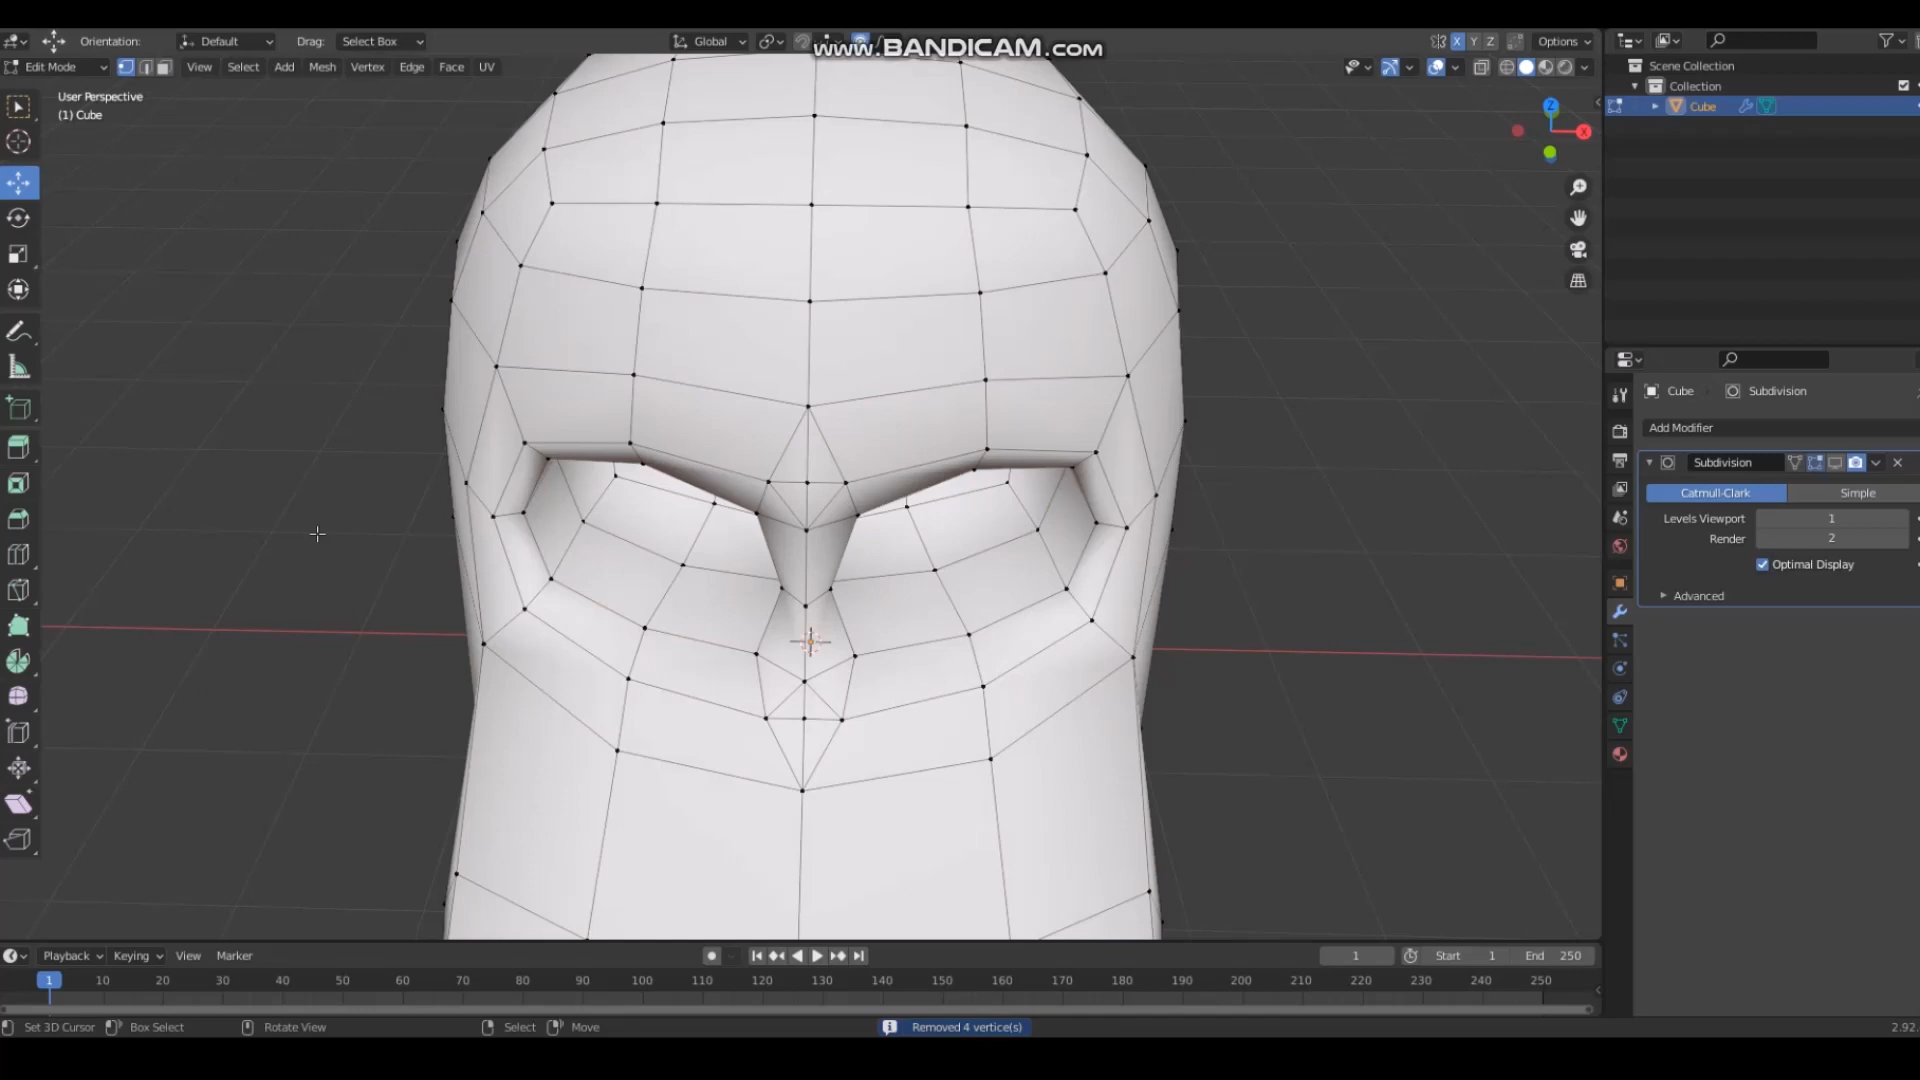 Orientation: Default Drag: Select Box Global www.BANDICAM.com X Y Z Options
Edit Mode View Select Add Mesh Vertex Edge Face UV
User Perspective
(1) Cube
Z
X
Scene Collection
Collection
Cube
Cube Subdivision
Add Modifier
Subdivision
Catmull-Clark Simple
Levels Viewport 1
Render 2
Optimal Display
Advanced
Playback Keying View Marker 1 Start 1 End 250
1 10 20 30 40 50 60 70 80 90 100 110 120 130 140 150 160 170 180 190 200 210 220 230 240 250
Set 3D Cursor Box Select Rotate View Select Move Removed 4 vertice(s) 2.92.